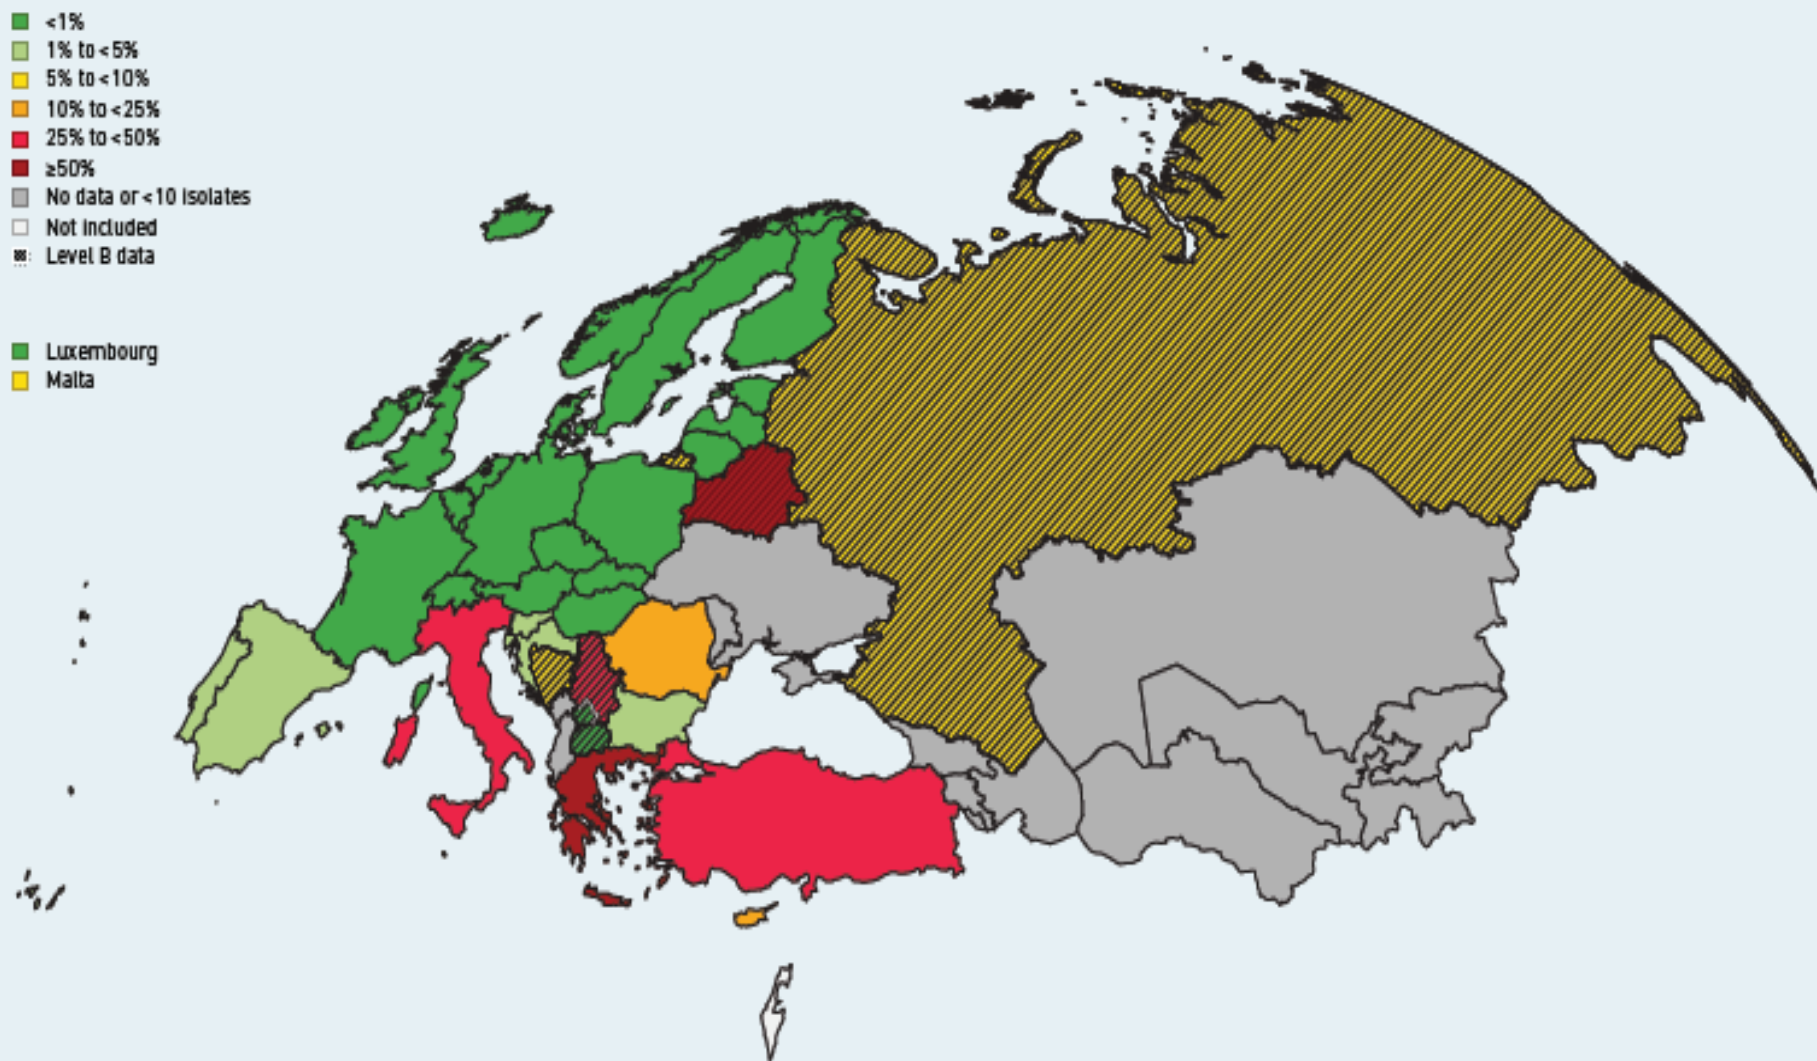 <1%
1% to <5%
5% to <10%
10% to <25%
25% to <50%
≥50%
No data or <10 isolates
Not included
Level B data
Luxembourg
Malta